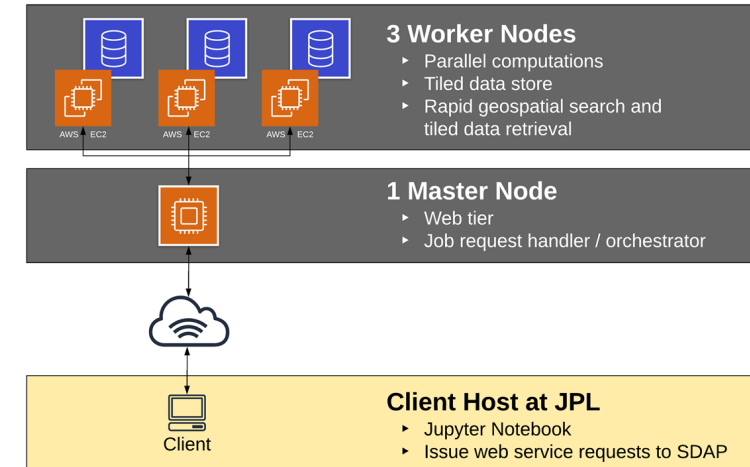 3 Worker Nodes
‣ Parallel computations
‣ Tiled data store
‣ Rapid geospatial search and
tiled data retrieval
AWS EC2
AWS EC2
AWS EC2
1 Master Node
‣ Web tier
‣ Job request handler / orchestrator
Client Host at JPL
‣ Jupyter Notebook
‣ Issue web service requests to SDAP
Client